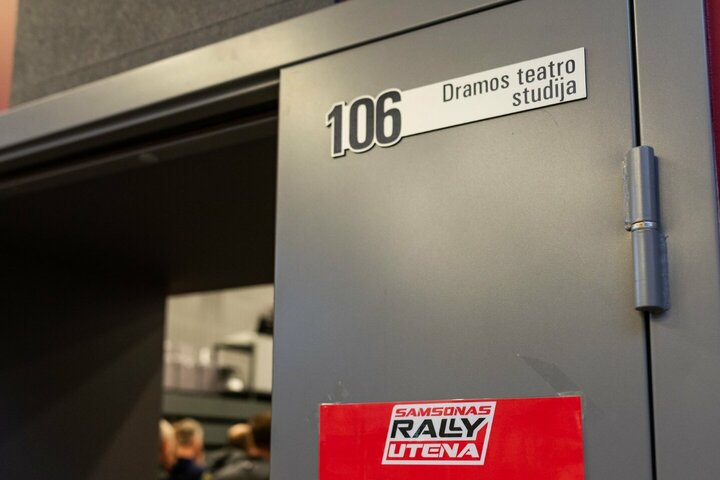 106
Dramos teatro
studija
SAMSONAS
RALLY
UTENA